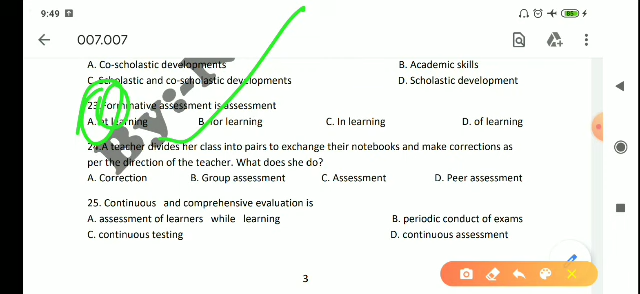 9:49
85
007.007
A. Co-scholastic developments B. Academic skills
C. Scholastic and co-scholastic developments D. Scholastic development
23.Formmative assessment is assessment
A. at learning B. for learning C. In learning D. of learning
24.A teacher divides her class into pairs to exchange their notebooks and make corrections as
per the direction of the teacher. What does she do?
A. Correction B. Group assessment C. Assessment D. Peer assessment
25. Continuous and comprehensive evaluation is
A. assessment of learners while learning B. periodic conduct of exams
C. continuous testing D. continuous assessment
3